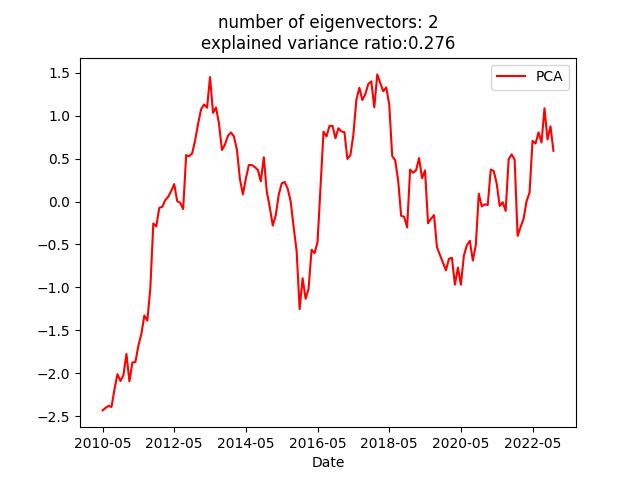 number of eigenvectors: 2
explained variance ratio:0.276
PCA
1.5
1.0
0.5
0.0
−0.5
−1.0
−1.5
−2.0
−2.5
2010-05 2012-05 2014-05 2016-05 2018-05 2020-05 2022-05
Date